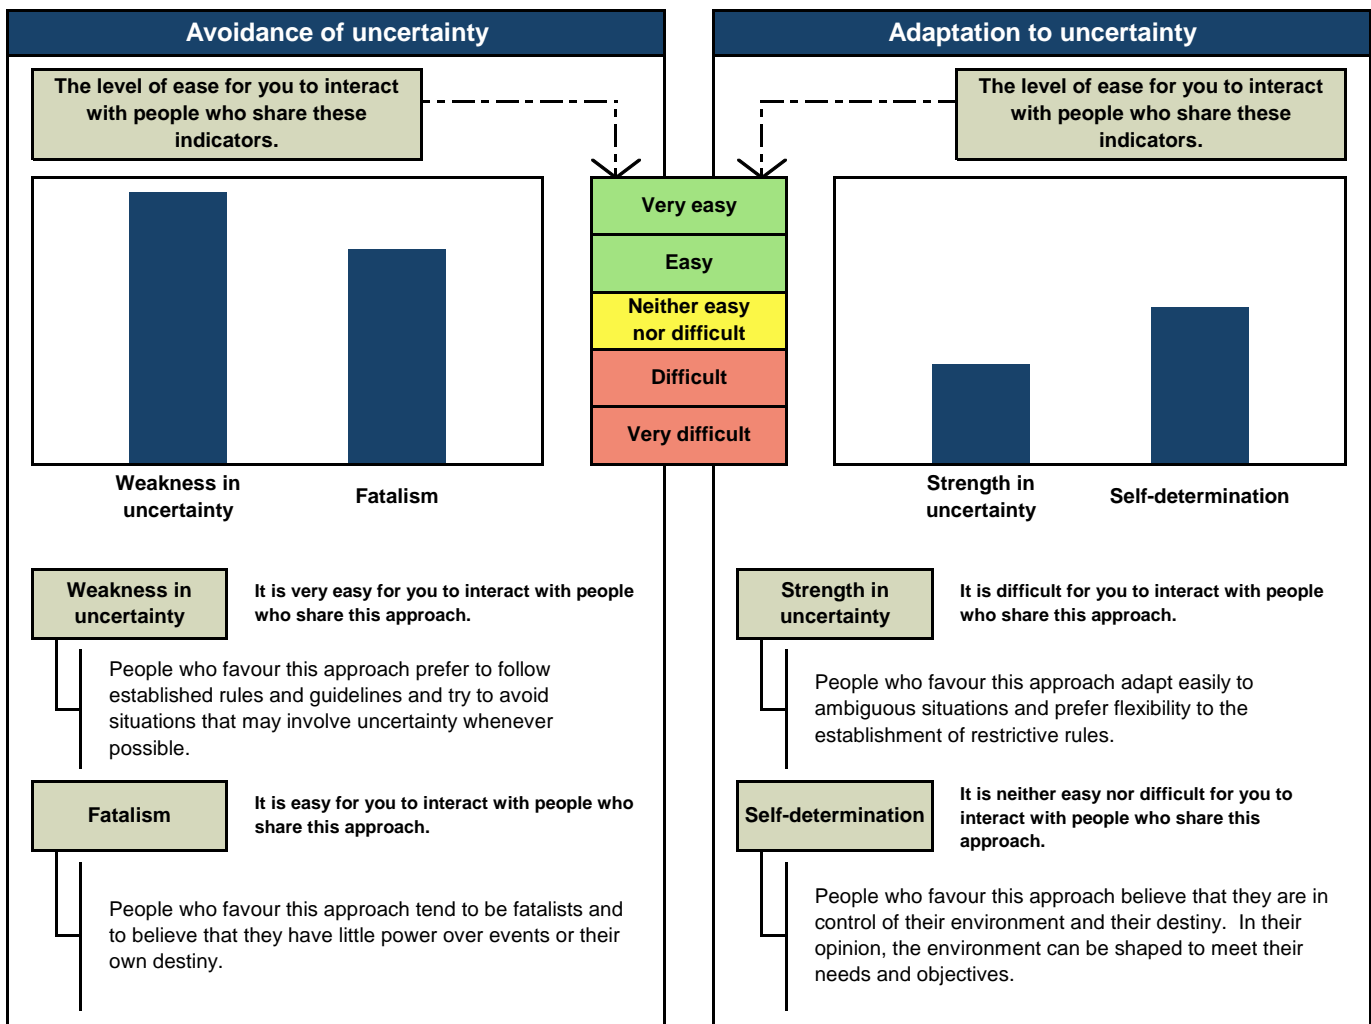 Avoidance of uncertainty
The level of ease for you to interact
with people who share these
indicators.
Weakness in
uncertainty
Fatalism
Very easy
Easy
Neither easy
nor difficult
Difficult
Very difficult
Adaptation to uncertainty
The level of ease for you to interact
with people who share these
indicators.
Strength in
uncertainty
Self-determination
Weakness in
uncertainty
It is very easy for you to interact with people
who share this approach.
People who favour this approach prefer to follow
established rules and guidelines and try to avoid
situations that may involve uncertainty whenever
possible.
Fatalism
It is easy for you to interact with people who
share this approach.
People who favour this approach tend to be fatalists and
to believe that they have little power over events or their
own destiny.
Strength in
uncertainty
It is difficult for you to interact with people
who share this approach.
People who favour this approach adapt easily to
ambiguous situations and prefer flexibility to the
establishment of restrictive rules.
Self-determination
It is neither easy nor difficult for you to
interact with people who share this
approach.
People who favour this approach believe that they are in
control of their environment and their destiny.  In their
opinion, the environment can be shaped to meet their
needs and objectives.